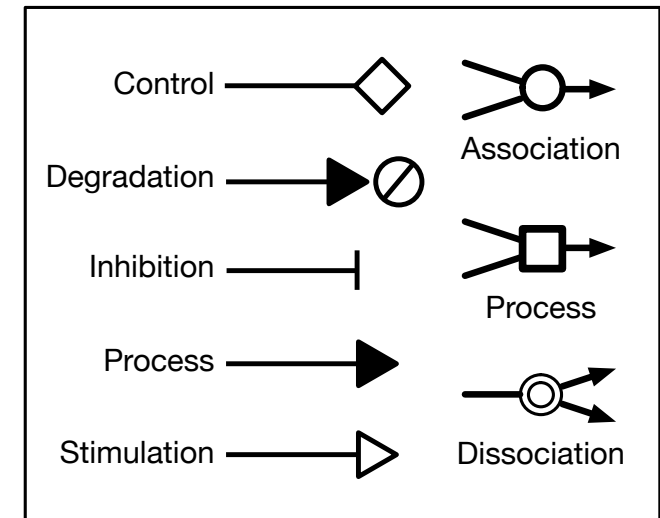 Control
Degradation
Inhibition
Process
Stimulation
Association
Process
Dissociation